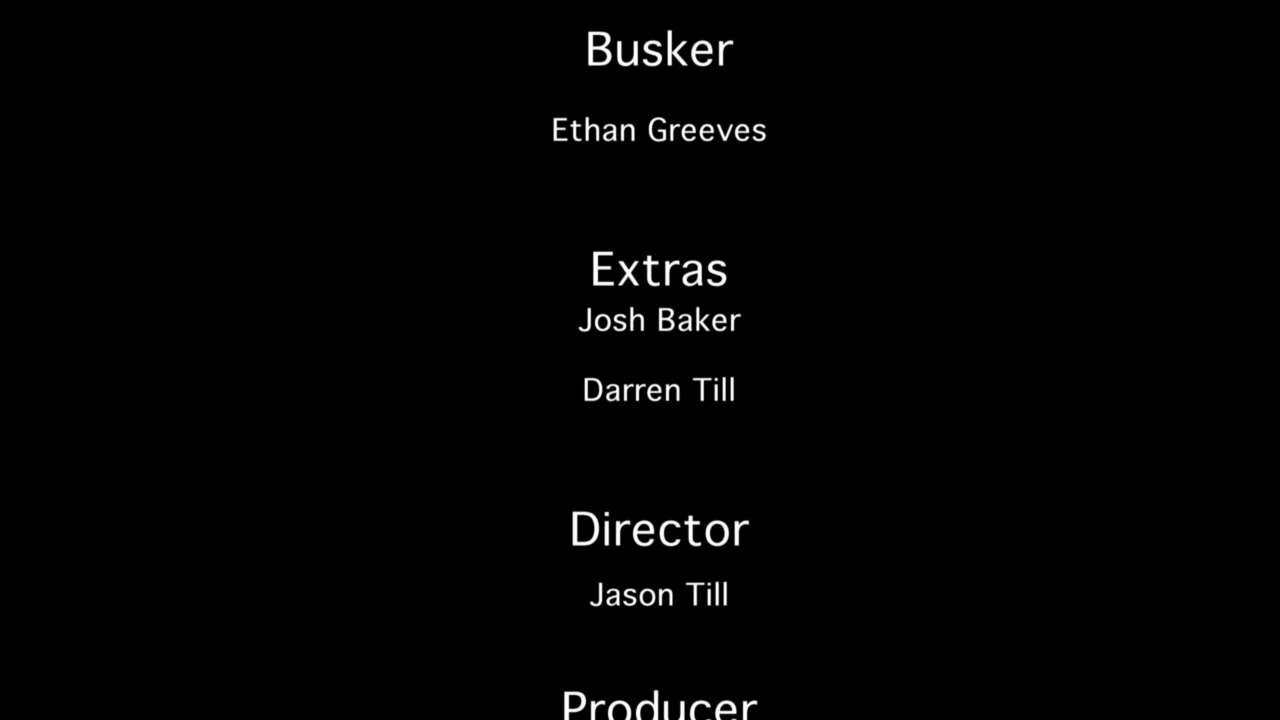 Busker
Ethan Greeves
Extras
Josh Baker
Darren Till
Director
Jason Till
Producer